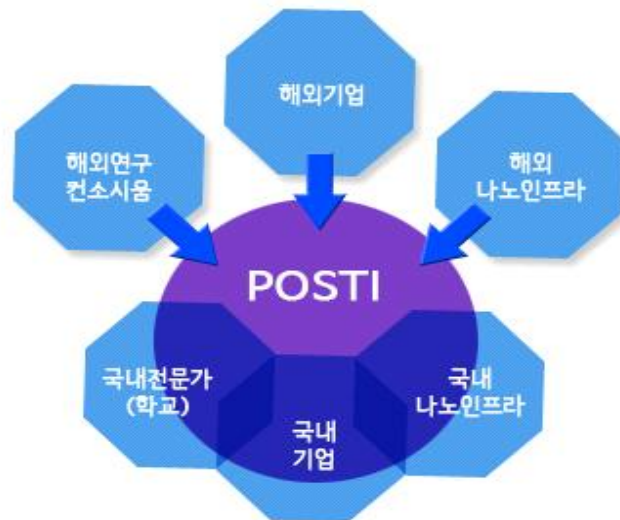 해외기업
해외연구
컨소시움
해외
나노인프라
POSTI
국내전문가
(학교)
국내
나노인프라
국내
기업